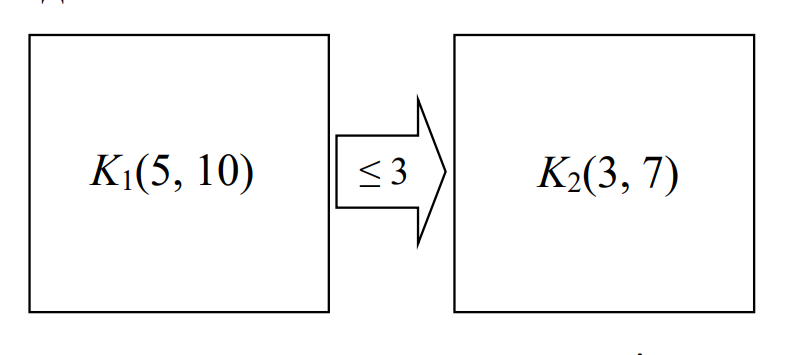 K₁(5, 10)
≤ 3
K₂(3, 7)